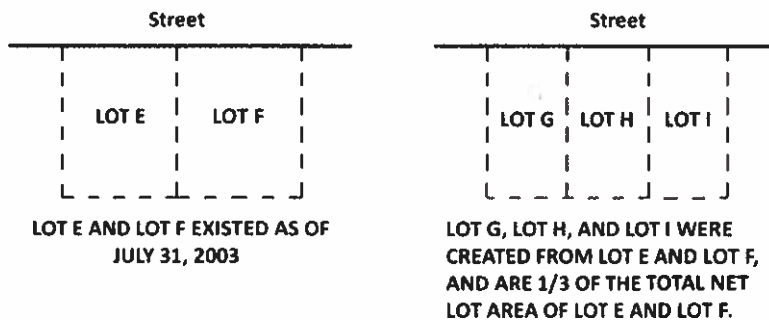 Street
LOT E
LOT F
LOT E AND LOT F EXISTED AS OF
JULY 31, 2003
Street
LOT G
LOT H
LOT I
LOT G, LOT H, AND LOT I WERE
CREATED FROM LOT E AND LOT F,
AND ARE 1/3 OF THE TOTAL NET
LOT AREA OF LOT E AND LOT F.